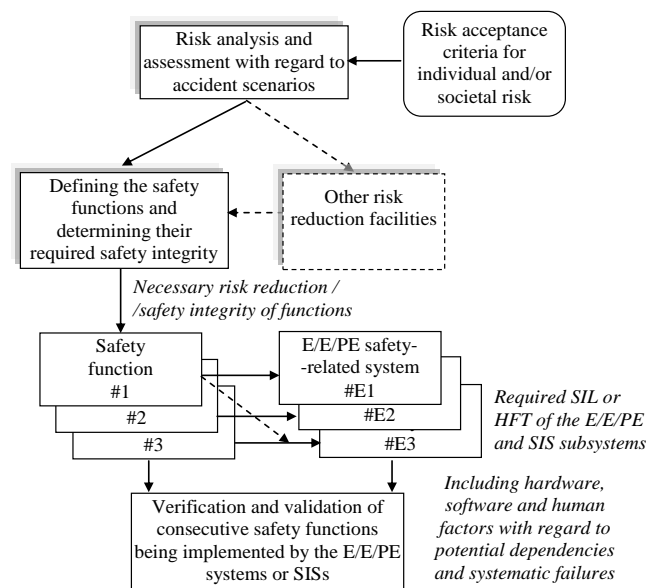 Risk analysis and
assessment with regard to
accident scenarios
Risk acceptance
criteria for
individual and/or
societal risk
Defining the safety
functions and
determining their
required safety integrity
Other risk
reduction facilities
Necessary risk reduction /
/safety integrity of functions
Safety
function
#1
#2
#3
E/E/PE safety-
-related system
#E1
#E2
#E3
Required SIL or
HFT of the E/E/PE
and SIS subsystems
Verification and validation of
consecutive safety functions
being implemented by the E/E/PE
systems or SISs
Including hardware,
software and human
factors with regard to
potential dependencies
and systematic failures